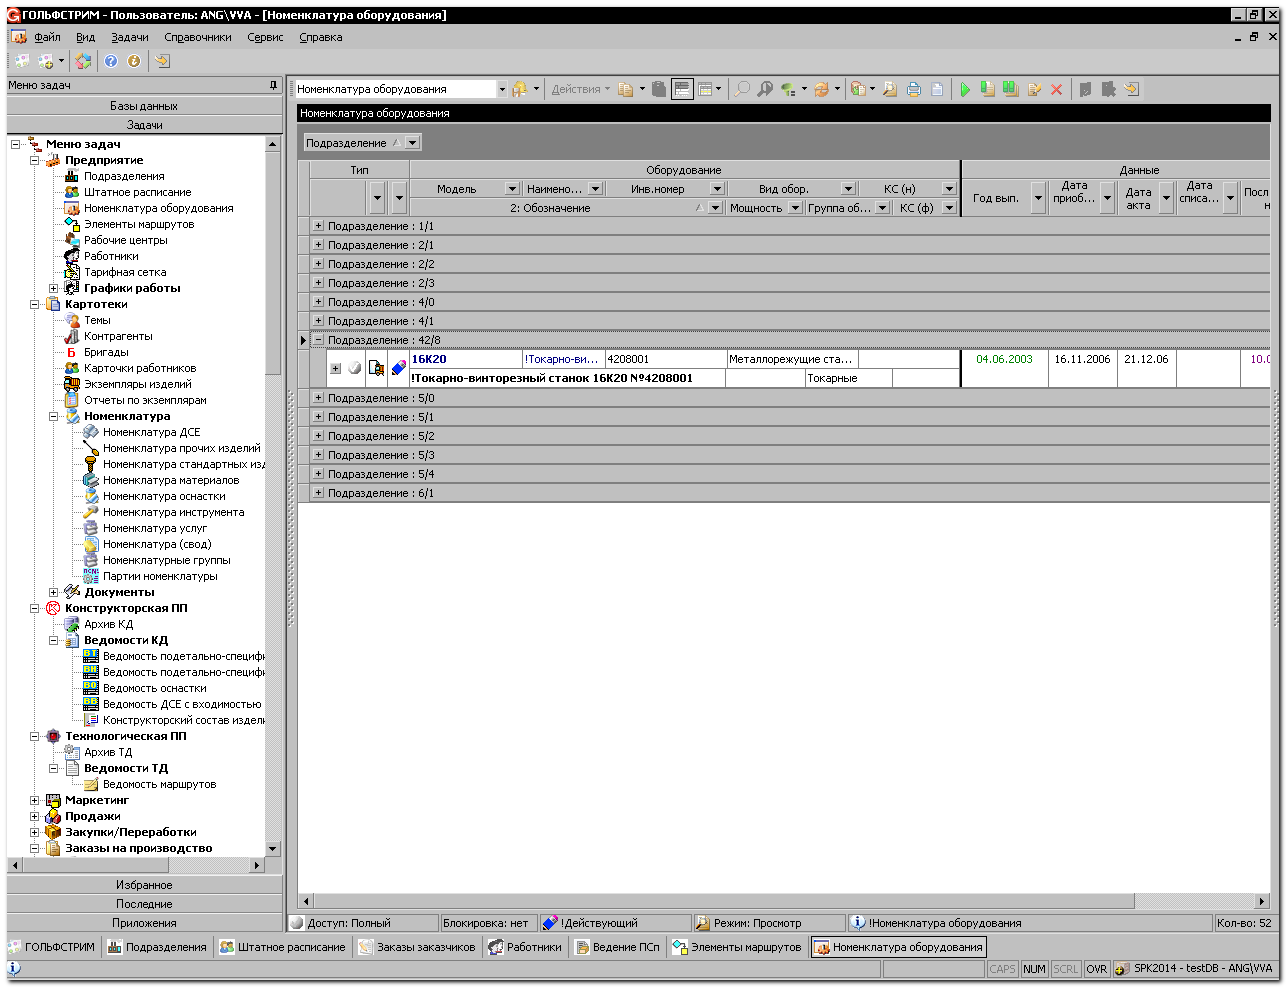 ГОЛЬФСТРИМ - Пользователь: ANG\VVA - [Номенклатура оборудования]
Файл Вид Задачи Справочники Сервис Справка
Меню задач
Базы данных
Задачи
Меню задач
Предприятие
Подразделения
Штатное расписание
Номенклатура оборудования
Элементы маршрутов
Рабочие центры
Работники
Тарифная сетка
Графики работы
Картотеки
Темы
Контрагенты
Бригады
Карточки работников
Экземпляры изделий
Отчеты по экземплярам
Номенклатура
Номенклатура ДСЕ
Номенклатура прочих изделий
Номенклатура стандартных изд
Номенклатура материалов
Номенклатура оснастки
Номенклатура инструмента
Номенклатура услуг
Номенклатура (свод)
Номенклатурные группы
Партии номенклатуры
Документы
Конструкторская ПП
Архив КД
Ведомости КД
Ведомость подетально-специфи
Ведомость подетально-специфи
Ведомость оснастки
Ведомость ДСЕ с входимостью
Конструкторский состав издели
Технологическая ПП
Архив ТД
Ведомости ТД
Ведомость маршрутов
Маркетинг
Продажи
Закупки/Переработки
Заказы на производство
Избранное
Последние
Приложения
Номенклатура оборудования Действия
Номенклатура оборудования
Подразделение
Тип Оборудование Данные
Модель Наимено... Инв.номер Вид обор. КС (н)
2: Обозначение Мощность Группа об... КС (ф)
Год вып. Дата приоб... Дата акта Дата списа... Посл н
Подразделение : 1/1
Подразделение : 2/1
Подразделение : 2/2
Подразделение : 2/3
Подразделение : 4/0
Подразделение : 4/1
Подразделение : 42/8
16К20 !Токарно-ви... 4208001 Металлорежущие ста... 04.06.2003 16.11.2006 21.12.06 10.0
!Токарно-винторезный станок 16К20 №4208001 Токарные
Подразделение : 5/0
Подразделение : 5/1
Подразделение : 5/2
Подразделение : 5/3
Подразделение : 5/4
Подразделение : 6/1
Доступ: Полный Блокировка: нет !Действующий Режим: Просмотр !Номенклатура оборудования Кол-во: 52
ГОЛЬФСТРИМ Подразделения Штатное расписание Заказы заказчиков Работники Ведение ПСп Элементы маршрутов Номенклатура оборудования
CAPS NUM SCRL OVR SPK2014 - testDB - ANG\VVA